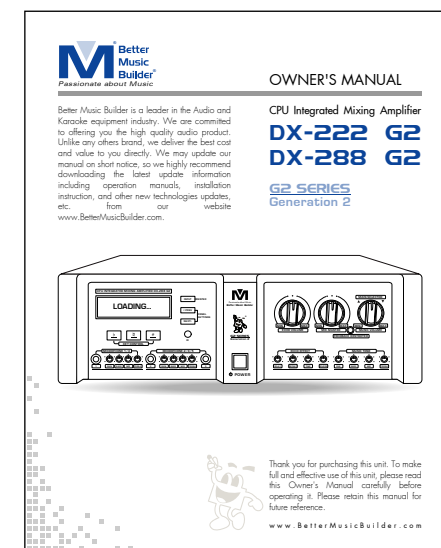 Better
Music
Builder®
Passionate about Music
OWNER'S MANUAL
Better Music Builder is a leader in the Audio and
Karaoke equipment industry. We are committed
to offering you the high quality audio product.
Unlike any others brand, we deliver the best cost
and value to you directly. We may update our
manual on short notice, so we highly recommend
downloading the latest update information
including operation manuals, installation
instruction, and other new technologies updates,
etc. from our website
www.BetterMusicBuilder.com.
CPU Integrated Mixing Amplifier
DX-222 G2
DX-288 G2
G2 SERIES
Generation 2
LOADING...
POWER
Thank you for purchasing this unit. To make
full and effective use of this unit, please read
this Owner's Manual carefully before
operating it. Please retain this manual for
future reference.
www.BetterMusicBuilder.com